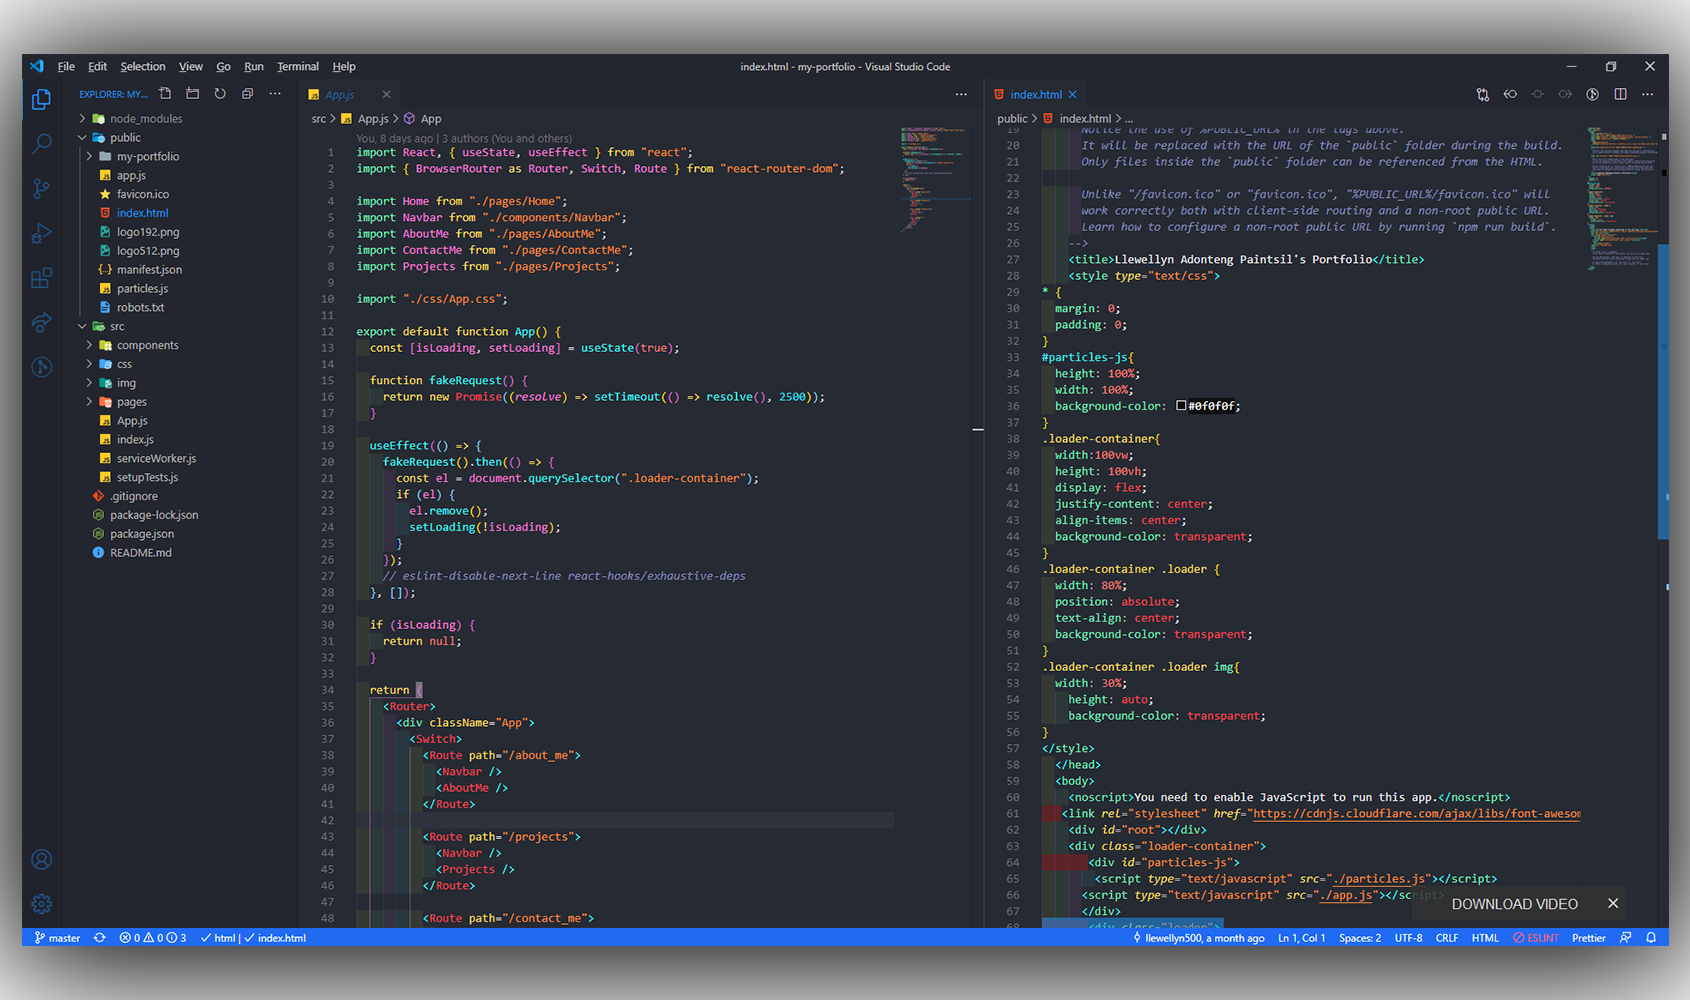 File Edit Selection View Go Run Terminal Help
index.html - my-portfolio - Visual Studio Code
EXPLORER: MY...
node_modules
public
my-portfolio
app.js
favicon.ico
index.html
logo192.png
logo512.png
manifest.json
particles.js
robots.txt
src
components
css
img
pages
App.js
index.js
serviceWorker.js
setupTests.js
.gitignore
package-lock.json
package.json
README.md
App.js
src > App.js > App
You, 8 days ago | 3 authors (You and others)
1 import React, { useState, useEffect } from "react";
2 import { BrowserRouter as Router, Switch, Route } from "react-router-dom";
3
4 import Home from "./pages/Home";
5 import Navbar from "./components/Navbar";
6 import AboutMe from "./pages/AboutMe";
7 import ContactMe from "./pages/ContactMe";
8 import Projects from "./pages/Projects";
9
10 import "./css/App.css";
11
12 export default function App() {
13 const [isLoading, setLoading] = useState(true);
14
15 function fakeRequest() {
16 return new Promise((resolve) => setTimeout(() => resolve(), 2500));
17 }
18
19 useEffect(() => {
20 fakeRequest().then(() => {
21 const el = document.querySelector(".loader-container");
22 if (el) {
23 el.remove();
24 setLoading(!isLoading);
25 }
26 });
27 // eslint-disable-next-line react-hooks/exhaustive-deps
28 }, []);
29
30 if (isLoading) {
31 return null;
32 }
33
34 return (
35 <Router>
36 <div className="App">
37 <Switch>
38 <Route path="/about_me">
39 <Navbar />
40 <AboutMe />
41 </Route>
42
43 <Route path="/projects">
44 <Navbar />
45 <Projects />
46 </Route>
47
48 <Route path="/contact_me">
index.html
public > index.html > ...
19 Notice the use of %PUBLIC_URL% in the tags above.
20 It will be replaced with the URL of the `public` folder during the build.
21 Only files inside the `public` folder can be referenced from the HTML.
22
23 Unlike "/favicon.ico" or "favicon.ico", "%PUBLIC_URL%/favicon.ico" will
24 work correctly both with client-side routing and a non-root public URL.
25 Learn how to configure a non-root public URL by running `npm run build`.
26 -->
27 <title>Llewellyn Adonteng Paintsil's Portfolio</title>
28 <style type="text/css">
29 * {
30 margin: 0;
31 padding: 0;
32 }
33 #particles-js{
34 height: 100%;
35 width: 100%;
36 background-color: #0f0f0f;
37 }
38 .loader-container{
39 width:100vw;
40 height: 100vh;
41 display: flex;
42 justify-content: center;
43 align-items: center;
44 background-color: transparent;
45 }
46 .loader-container .loader {
47 width: 80%;
48 position: absolute;
49 text-align: center;
50 background-color: transparent;
51 }
52 .loader-container .loader img{
53 width: 30%;
54 height: auto;
55 background-color: transparent;
56 }
57 </style>
58 </head>
59 <body>
60 <noscript>You need to enable JavaScript to run this app.</noscript>
61 <link rel="stylesheet" href="https://cdnjs.cloudflare.com/ajax/libs/font-awesom
62 <div id="root"></div>
63 <div class="loader-container">
64 <div id="particles-js">
65 <script type="text/javascript" src="./particles.js"></script>
66 <script type="text/javascript" src="./app.js"></script>
67 </div>
68 <div class="loader">
DOWNLOAD VIDEO
master 0 0 3 html | index.html
llewellyn500, a month ago Ln 1, Col 1 Spaces: 2 UTF-8 CRLF HTML ESLINT Prettier